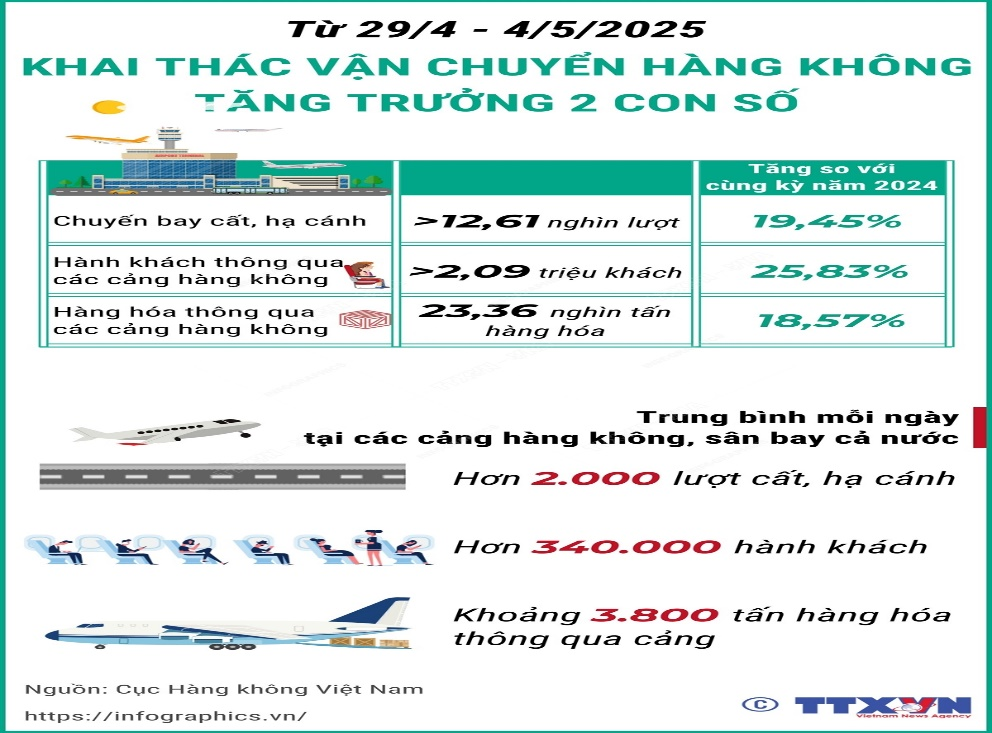 Từ 29/4 - 4/5/2025
KHAI THÁC VẬN CHUYỂN HÀNG KHÔNG
TĂNG TRƯỞNG 2 CON SỐ
Tăng so với
cùng kỳ năm 2024
Chuyến bay cất, hạ cánh
>12,61 nghìn lượt
19,45%
Hành khách thông qua
các cảng hàng không
>2,09 triệu khách
25,83%
Hàng hóa thông qua
các cảng hàng không
23,36 nghìn tấn
hàng hóa
18,57%
Trung bình mỗi ngày
tại các cảng hàng không, sân bay cả nước
Hơn 2.000 lượt cất, hạ cánh
Hơn 340.000 hành khách
Khoảng 3.800 tấn hàng hóa
thông qua cảng
Nguồn: Cục Hàng không Việt Nam
https://infographics.vn/
© TTXVN
Vietnam News Agency